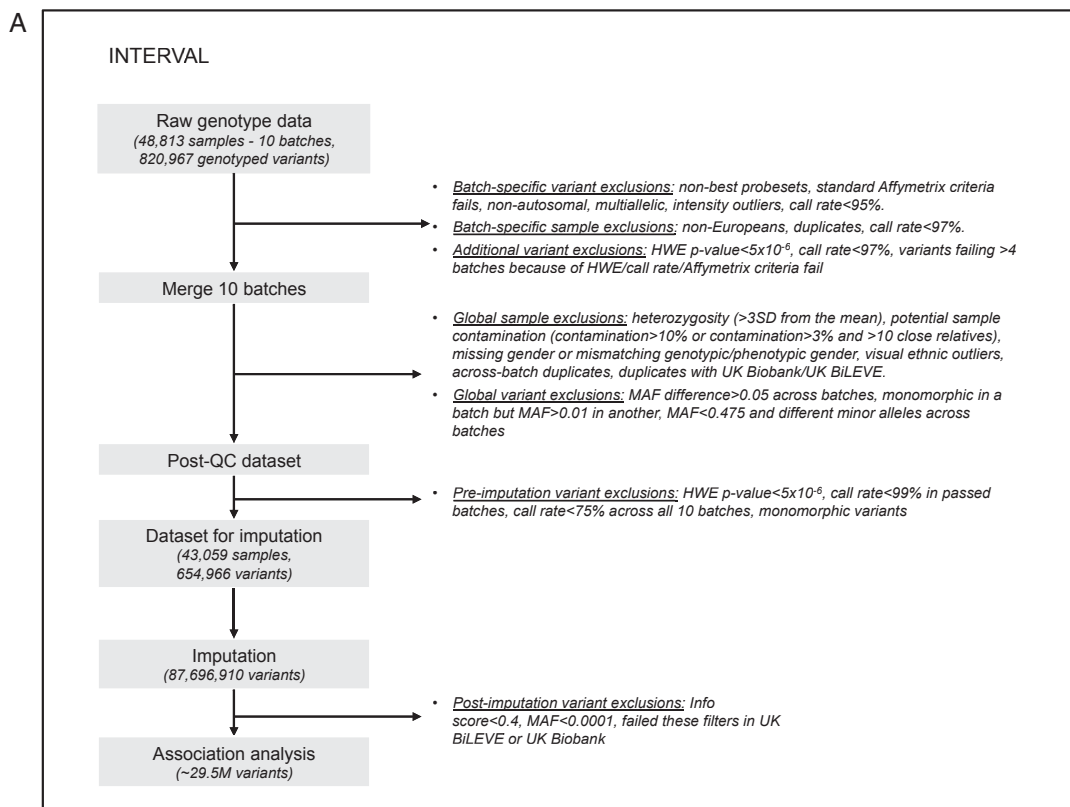 A
INTERVAL
Raw genotype data
(48,813 samples - 10 batches,
820,967 genotyped variants)
• Batch-specific variant exclusions: non-best probesets, standard Affymetrix criteria
fails, non-autosomal, multiallelic, intensity outliers, call rate<95%.
• Batch-specific sample exclusions: non-Europeans, duplicates, call rate<97%.
• Additional variant exclusions: HWE p-value<5x10⁻⁶, call rate<97%, variants failing >4
batches because of HWE/call rate/Affymetrix criteria fail
Merge 10 batches
• Global sample exclusions: heterozygosity (>3SD from the mean), potential sample
contamination (contamination>10% or contamination>3% and >10 close relatives),
missing gender or mismatching genotypic/phenotypic gender, visual ethnic outliers,
across-batch duplicates, duplicates with UK Biobank/UK BiLEVE.
• Global variant exclusions: MAF difference>0.05 across batches, monomorphic in a
batch but MAF>0.01 in another, MAF<0.475 and different minor alleles across
batches
Post-QC dataset
• Pre-imputation variant exclusions: HWE p-value<5x10⁻⁶, call rate<99% in passed
batches, call rate<75% across all 10 batches, monomorphic variants
Dataset for imputation
(43,059 samples,
654,966 variants)
Imputation
(87,696,910 variants)
• Post-imputation variant exclusions: Info
score<0.4, MAF<0.0001, failed these filters in UK
BiLEVE or UK Biobank
Association analysis
(~29.5M variants)